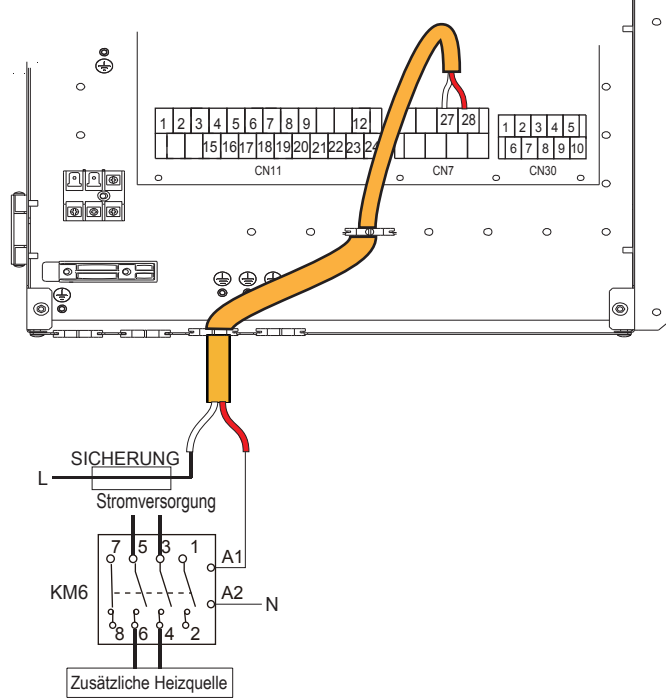 1 2 3 4 5 6 7 8 9 12
15 16 17 18 19 20 21 22 23 24
CN11
27 28
CN7
1 2 3 4 5
6 7 8 9 10
CN30
SICHERUNG
L
Stromversorgung
7 5 3 1
A1
KM6
A2
N
8 6 4 2
Zusätzliche Heizquelle